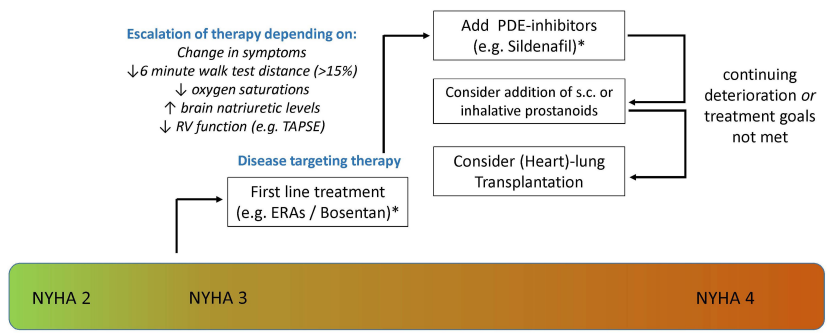 Escalation of therapy depending on:
Change in symptoms
↓6 minute walk test distance (>15%)
↓ oxygen saturations
↑ brain natriuretic levels
↓ RV function (e.g. TAPSE)
Disease targeting therapy
First line treatment
(e.g. ERAs / Bosentan)*
Add  PDE-inhibitors
(e.g. Sildenafil)*
Consider addition of s.c. or
inhalative prostanoids
Consider (Heart)-lung
Transplantation
continuing
deterioration or
treatment goals
not met
NYHA 2
NYHA 3
NYHA 4